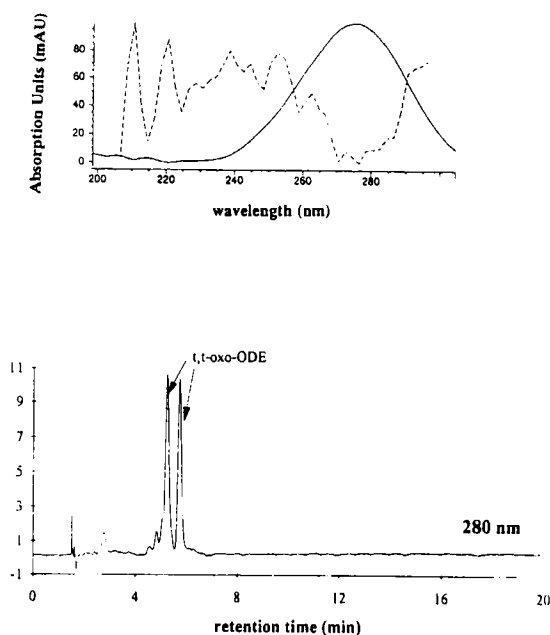 Absorption Units (mAU)
80
60
40
20
0
200 220 240 260 280
wavelength (nm)
t,t-oxo-ODE
11
9
7
5
3
1
-1
280 nm
0 4 8 12 16 20
retention time (min)